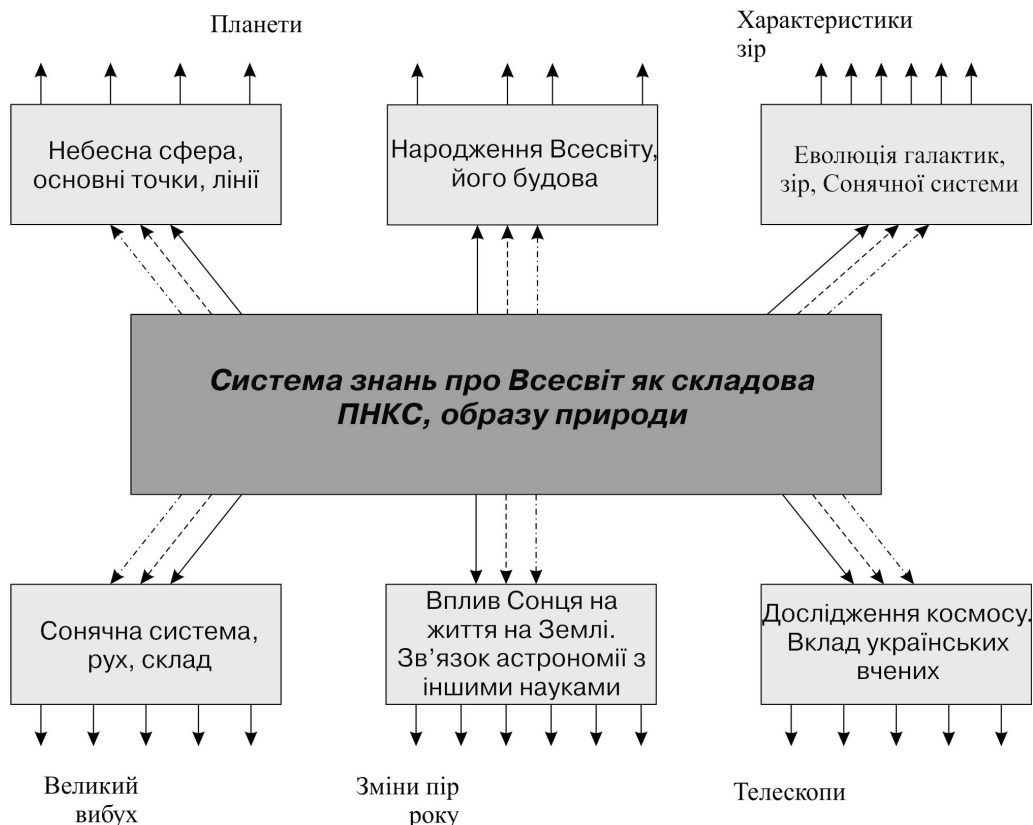 Планети
Характеристики
зір
Небесна сфера,
основні точки, лінії
Народження Всесвіту,
його будова
Еволюція галактик,
зір, Сонячної системи
Система знань про Всесвіт як складова
ПНКС, образу природи
Сонячна система,
рух, склад
Вплив Сонця на
життя на Землі.
Зв’язок астрономії з
іншими науками
Дослідження космосу.
Вклад українських
вчених
Великий
вибух
Зміни пір
року
Телескопи